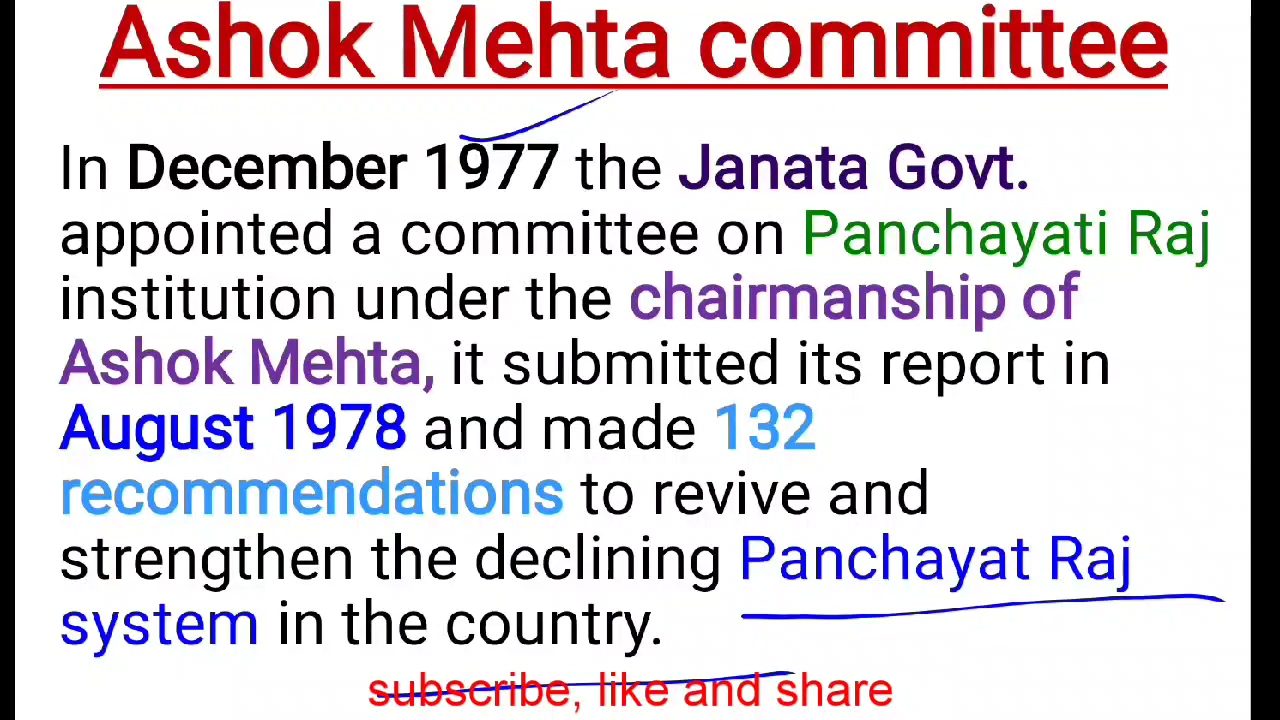 Ashok Mehta committee
In December 1977 the Janata Govt.
appointed a committee on Panchayati Raj
institution under the chairmanship of
Ashok Mehta, it submitted its report in
August 1978 and made 132
recommendations to revive and
strengthen the declining Panchayat Raj
system in the country.
subscribe, like and share